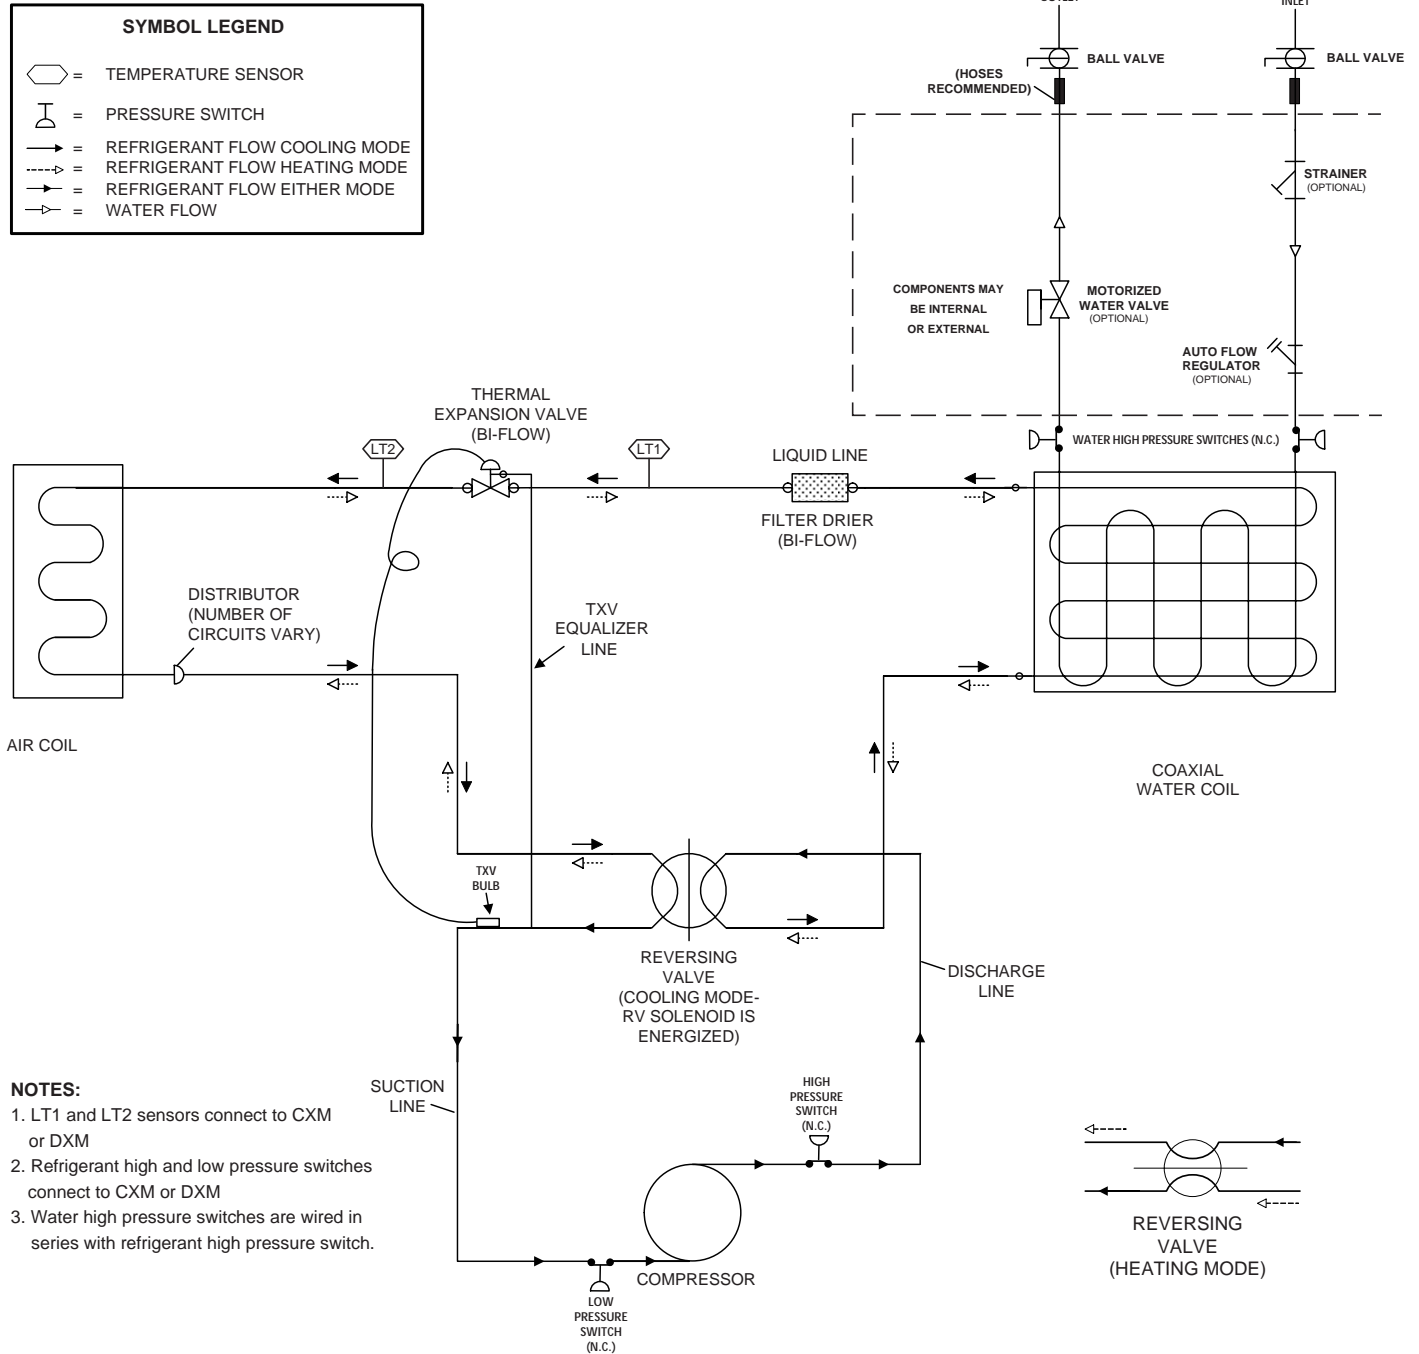 SYMBOL LEGEND
= TEMPERATURE SENSOR
= PRESSURE SWITCH
= REFRIGERANT FLOW COOLING MODE
= REFRIGERANT FLOW HEATING MODE
= REFRIGERANT FLOW EITHER MODE
= WATER FLOW
INLET
BALL VALVE
BALL VALVE
(HOSES
RECOMMENDED)
STRAINER
(OPTIONAL)
COMPONENTS MAY
BE INTERNAL
OR EXTERNAL
MOTORIZED
WATER VALVE
(OPTIONAL)
AUTO FLOW
REGULATOR
(OPTIONAL)
WATER HIGH PRESSURE SWITCHES (N.C.)
THERMAL
EXPANSION VALVE
(BI-FLOW)
LT2
LT1
LIQUID LINE
FILTER DRIER
(BI-FLOW)
DISTRIBUTOR
(NUMBER OF
CIRCUITS VARY)
TXV
EQUALIZER
LINE
AIR COIL
COAXIAL
WATER COIL
TXV
BULB
REVERSING
VALVE
(COOLING MODE-
RV SOLENOID IS
ENERGIZED)
DISCHARGE
LINE
SUCTION
LINE
HIGH
PRESSURE
SWITCH
(N.C.)
COMPRESSOR
LOW
PRESSURE
SWITCH
(N.C.)
REVERSING
VALVE
(HEATING MODE)
NOTES:
1. LT1 and LT2 sensors connect to CXM
or DXM
2. Refrigerant high and low pressure switches
connect to CXM or DXM
3. Water high pressure switches are wired in
series with refrigerant high pressure switch.